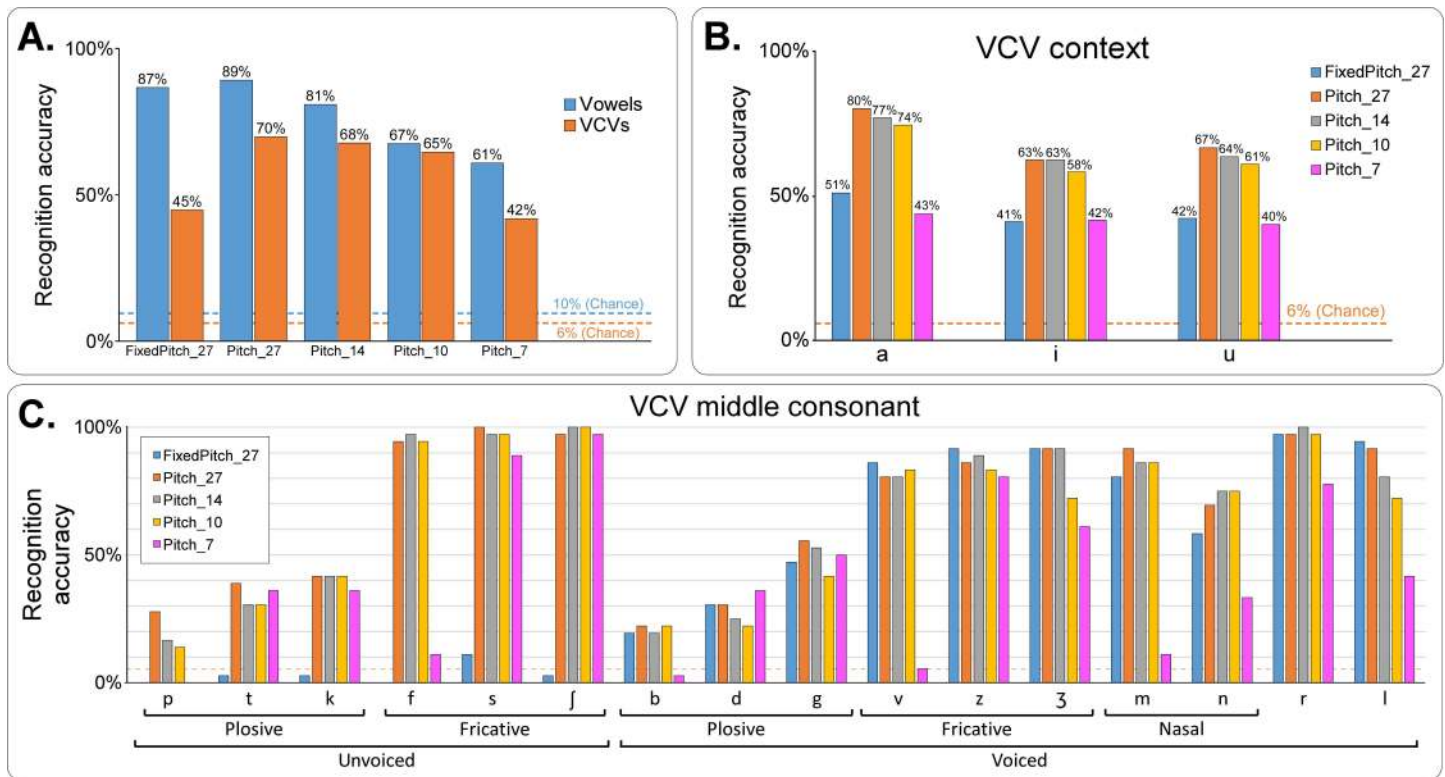 A.
100%
50%
0%
Recognition accuracy
87%
45%
89%
70%
81%
68%
67%
65%
61%
42%
Vowels
VCVs
10% (Chance)
6% (Chance)
FixedPitch_27
Pitch_27
Pitch_14
Pitch_10
Pitch_7
B.
VCV context
100%
50%
0%
Recognition accuracy
FixedPitch_27
Pitch_27
Pitch_14
Pitch_10
Pitch_7
51%
80%
77%
74%
43%
41%
63%
63%
58%
42%
42%
67%
64%
61%
40%
6% (Chance)
a i u
C.
VCV middle consonant
100%
50%
0%
Recognition
accuracy
FixedPitch_27
Pitch_27
Pitch_14
Pitch_10
Pitch_7
p t k f s ʃ b d g v z ʒ m n r l
Plosive Fricative Plosive Fricative Nasal
Unvoiced Voiced